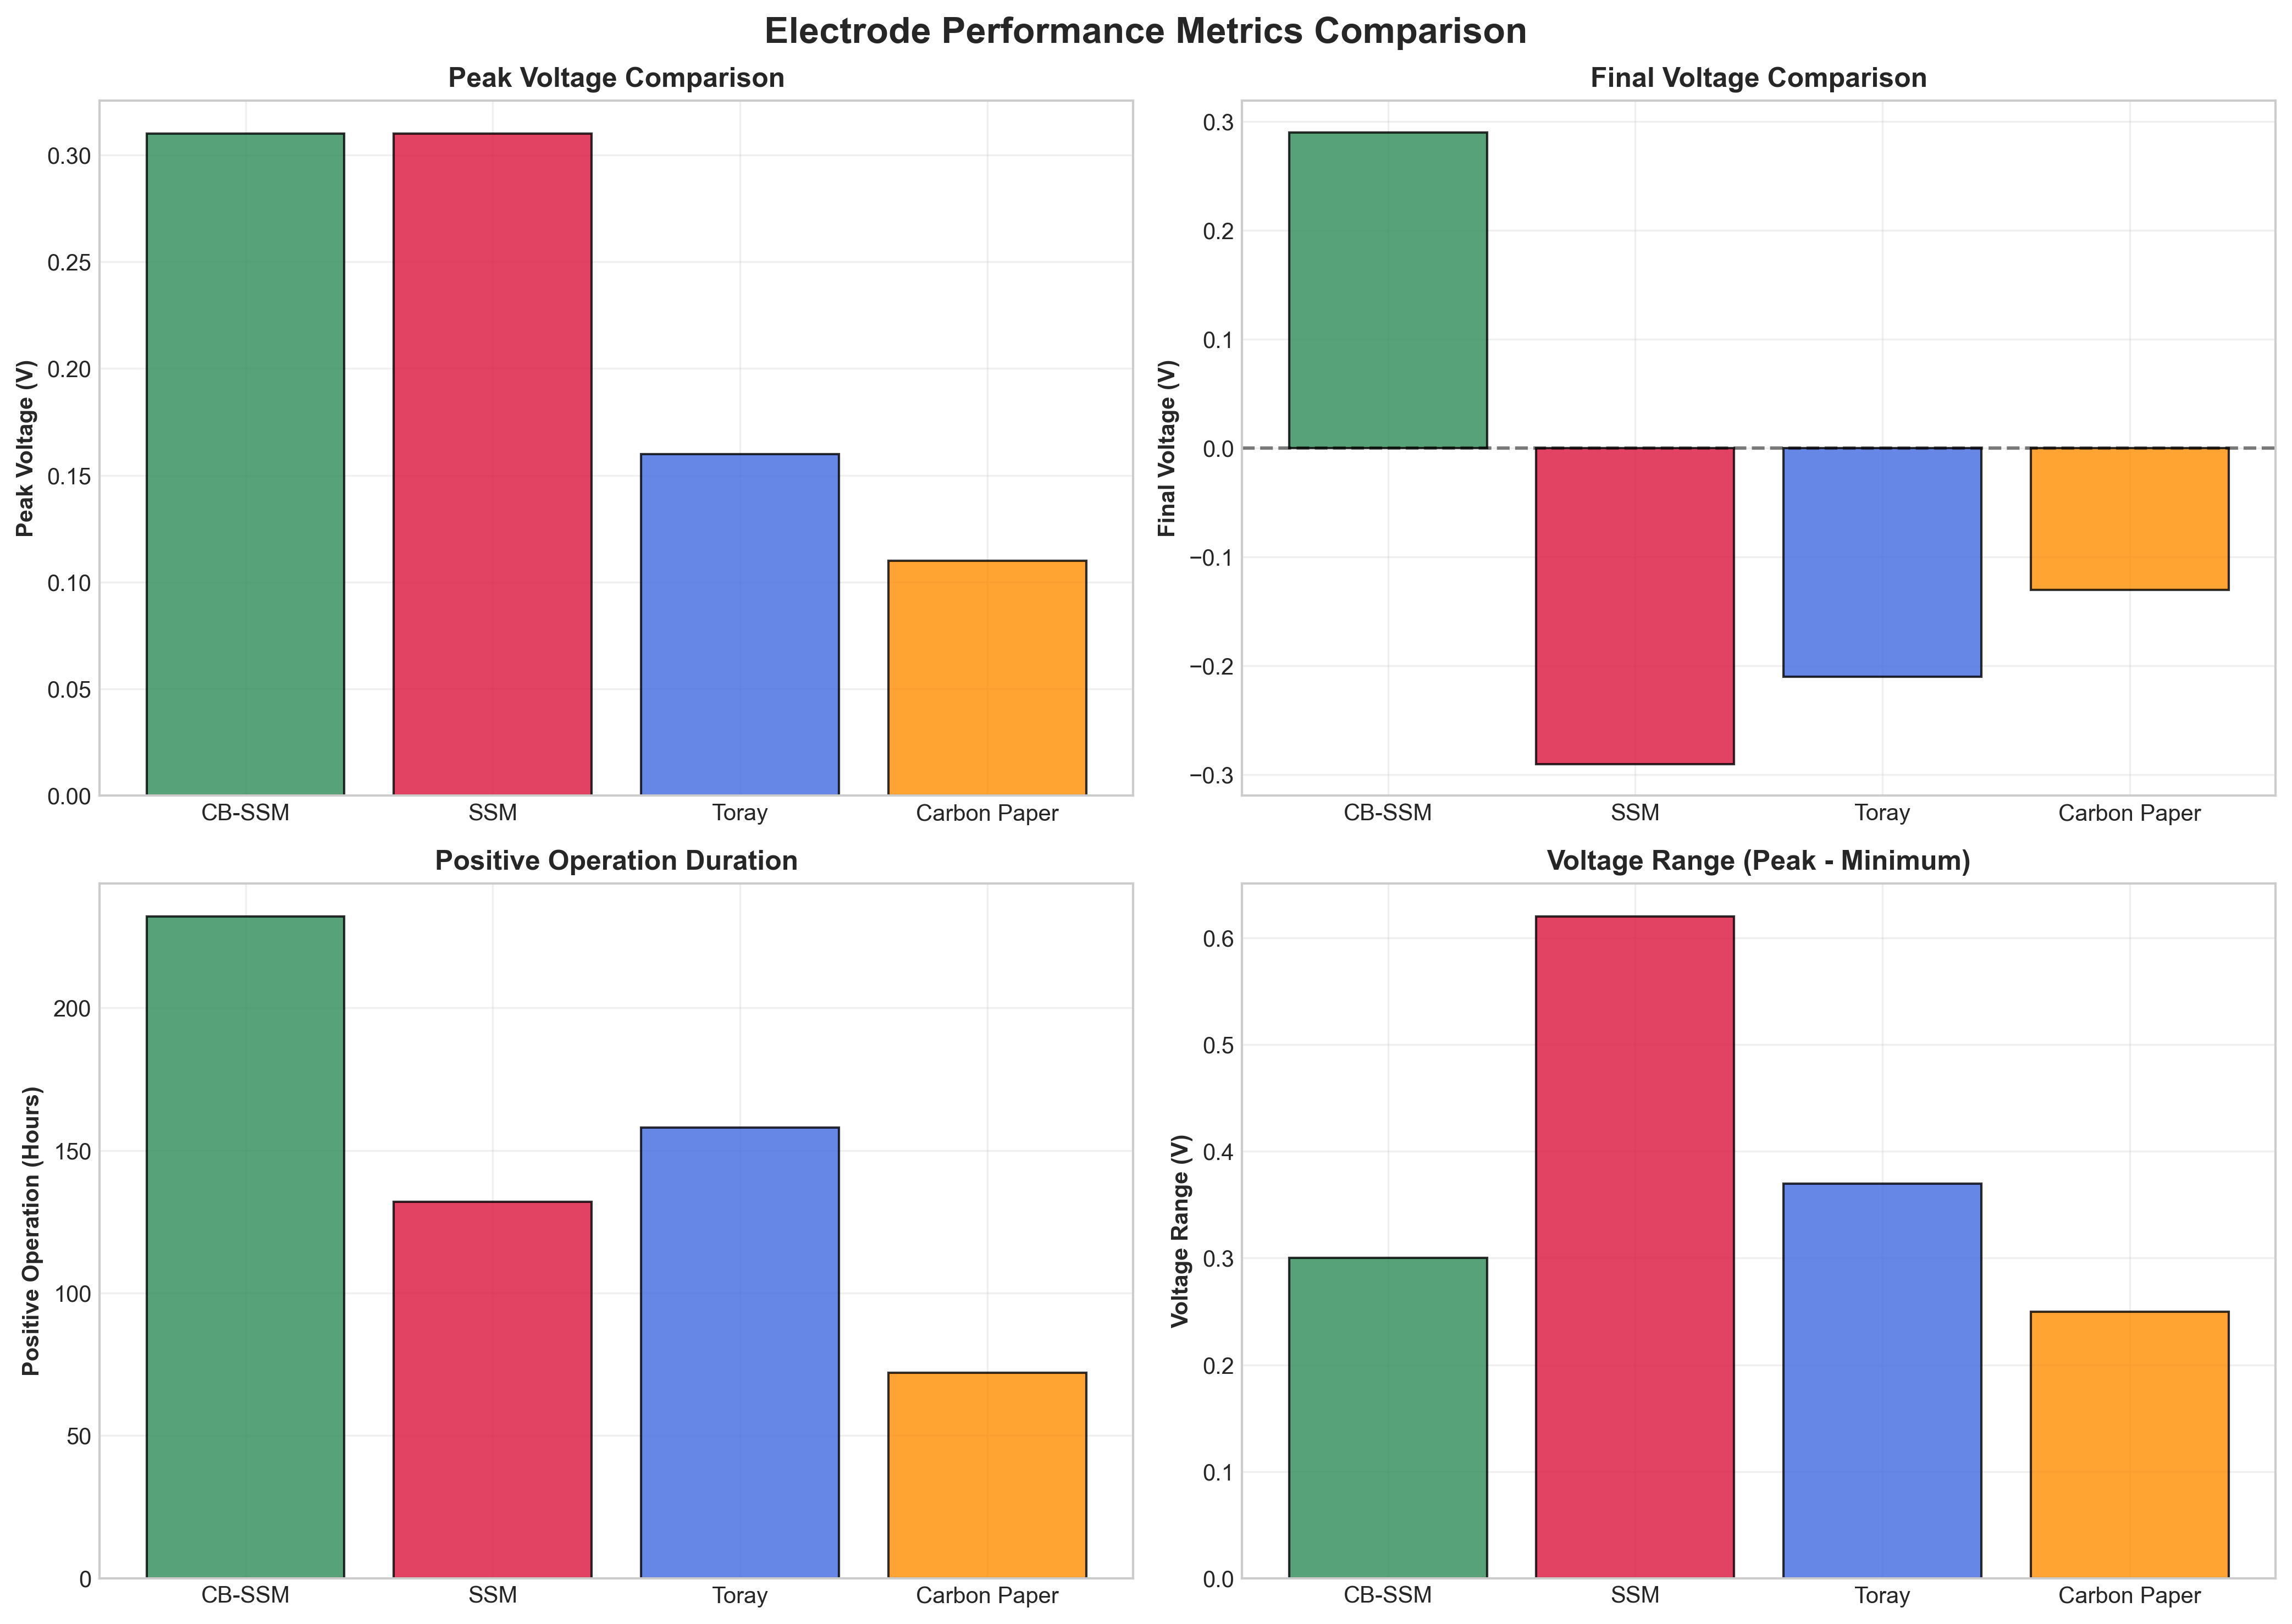 Electrode Performance Metrics Comparison
Peak Voltage Comparison
Peak Voltage (V)
0.30
0.25
0.20
0.15
0.10
0.05
0.00
CB-SSM SSM Toray Carbon Paper
Final Voltage Comparison
Final Voltage (V)
0.3
0.2
0.1
0.0
−0.1
−0.2
−0.3
CB-SSM SSM Toray Carbon Paper
Positive Operation Duration
Positive Operation (Hours)
200
150
100
50
0
CB-SSM SSM Toray Carbon Paper
Voltage Range (Peak - Minimum)
Voltage Range (V)
0.6
0.5
0.4
0.3
0.2
0.1
0.0
CB-SSM SSM Toray Carbon Paper